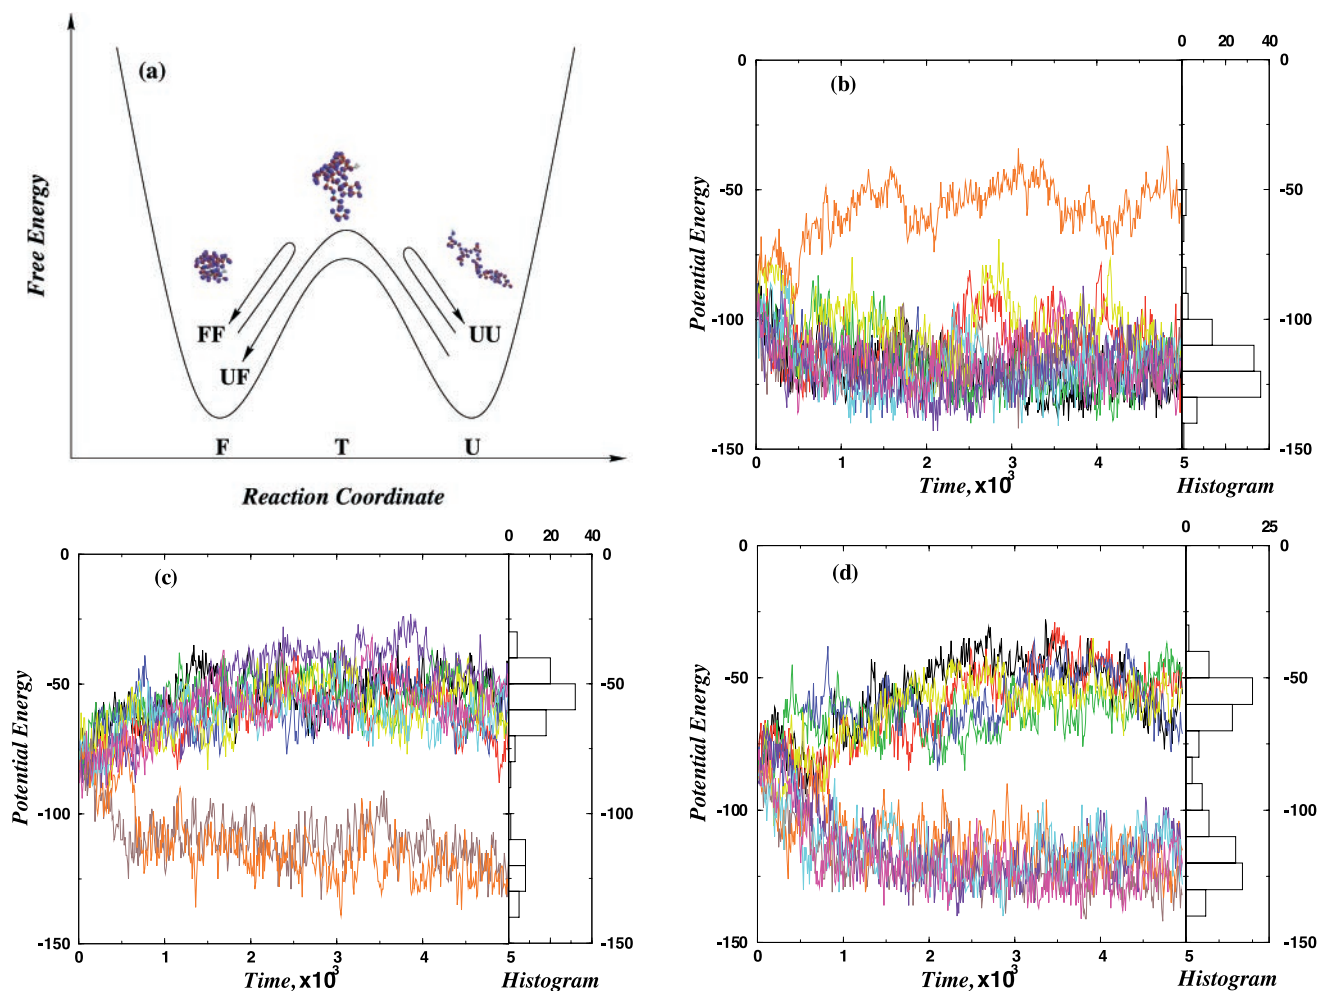 (a)
Free Energy
FF
UF
UU
F T U
Reaction Coordinate
0 20 40
(b)
Potential Energy
0
-50
-100
-150
0
-50
-100
-150
0 1 2 3 4 5
Time, x10^3
Histogram
0 20 40
(c)
Potential Energy
0
-50
-100
-150
0
-50
-100
-150
0 1 2 3 4 5
Time, x10^3
Histogram
0 25
(d)
Potential Energy
0
-50
-100
-150
0
-50
-100
-150
0 1 2 3 4 5
Time, x10^3
Histogram